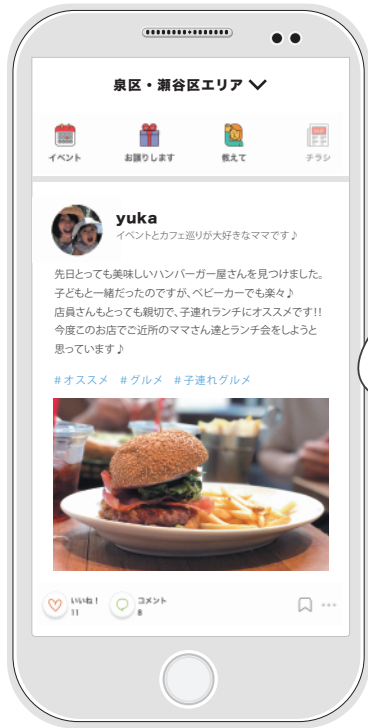 泉区・瀬谷区エリア
イベント
お譲りします
教えて
チラシ
yuka
イベントとカフェ巡りが大好きなママです♪
先日とっても美味しいハンバーガー屋さんを見つけました。
子どもと一緒だったのですが、ベビーカーでも楽々♪
店員さんもとっても親切で、子連れランチにオススメです!!
今度このお店でご近所のママさん達とランチ会をしようと
思っています♪
#オススメ #グルメ #子連れグルメ
いいね！
11
コメント
8